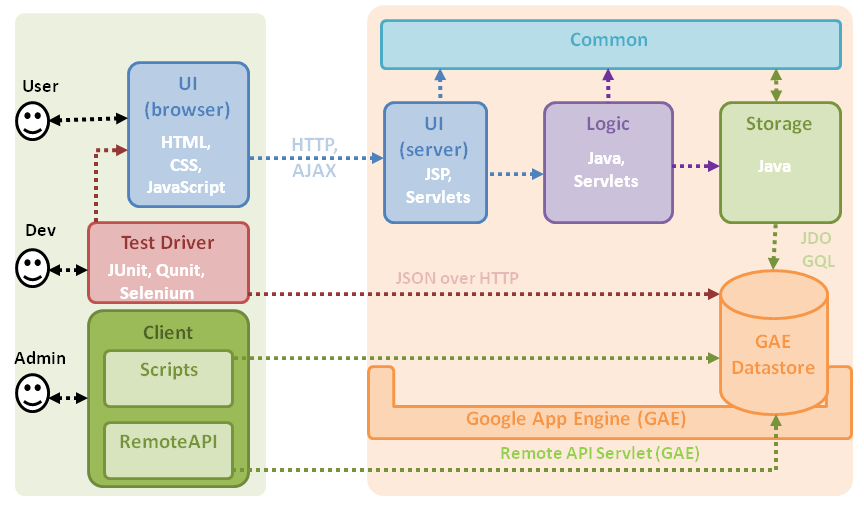 Common
User
UI
(browser)
HTML,
CSS,
JavaScript
HTTP,
AJAX
UI
(server)
JSP,
Servlets
Logic
Java,
Servlets
Storage
Java
Dev
Test Driver
JUnit, Qunit,
Selenium
JDO
GQL
JSON over HTTP
Client
Admin
Scripts
RemoteAPI
GAE
Datastore
Google App Engine (GAE)
Remote API Servlet (GAE)